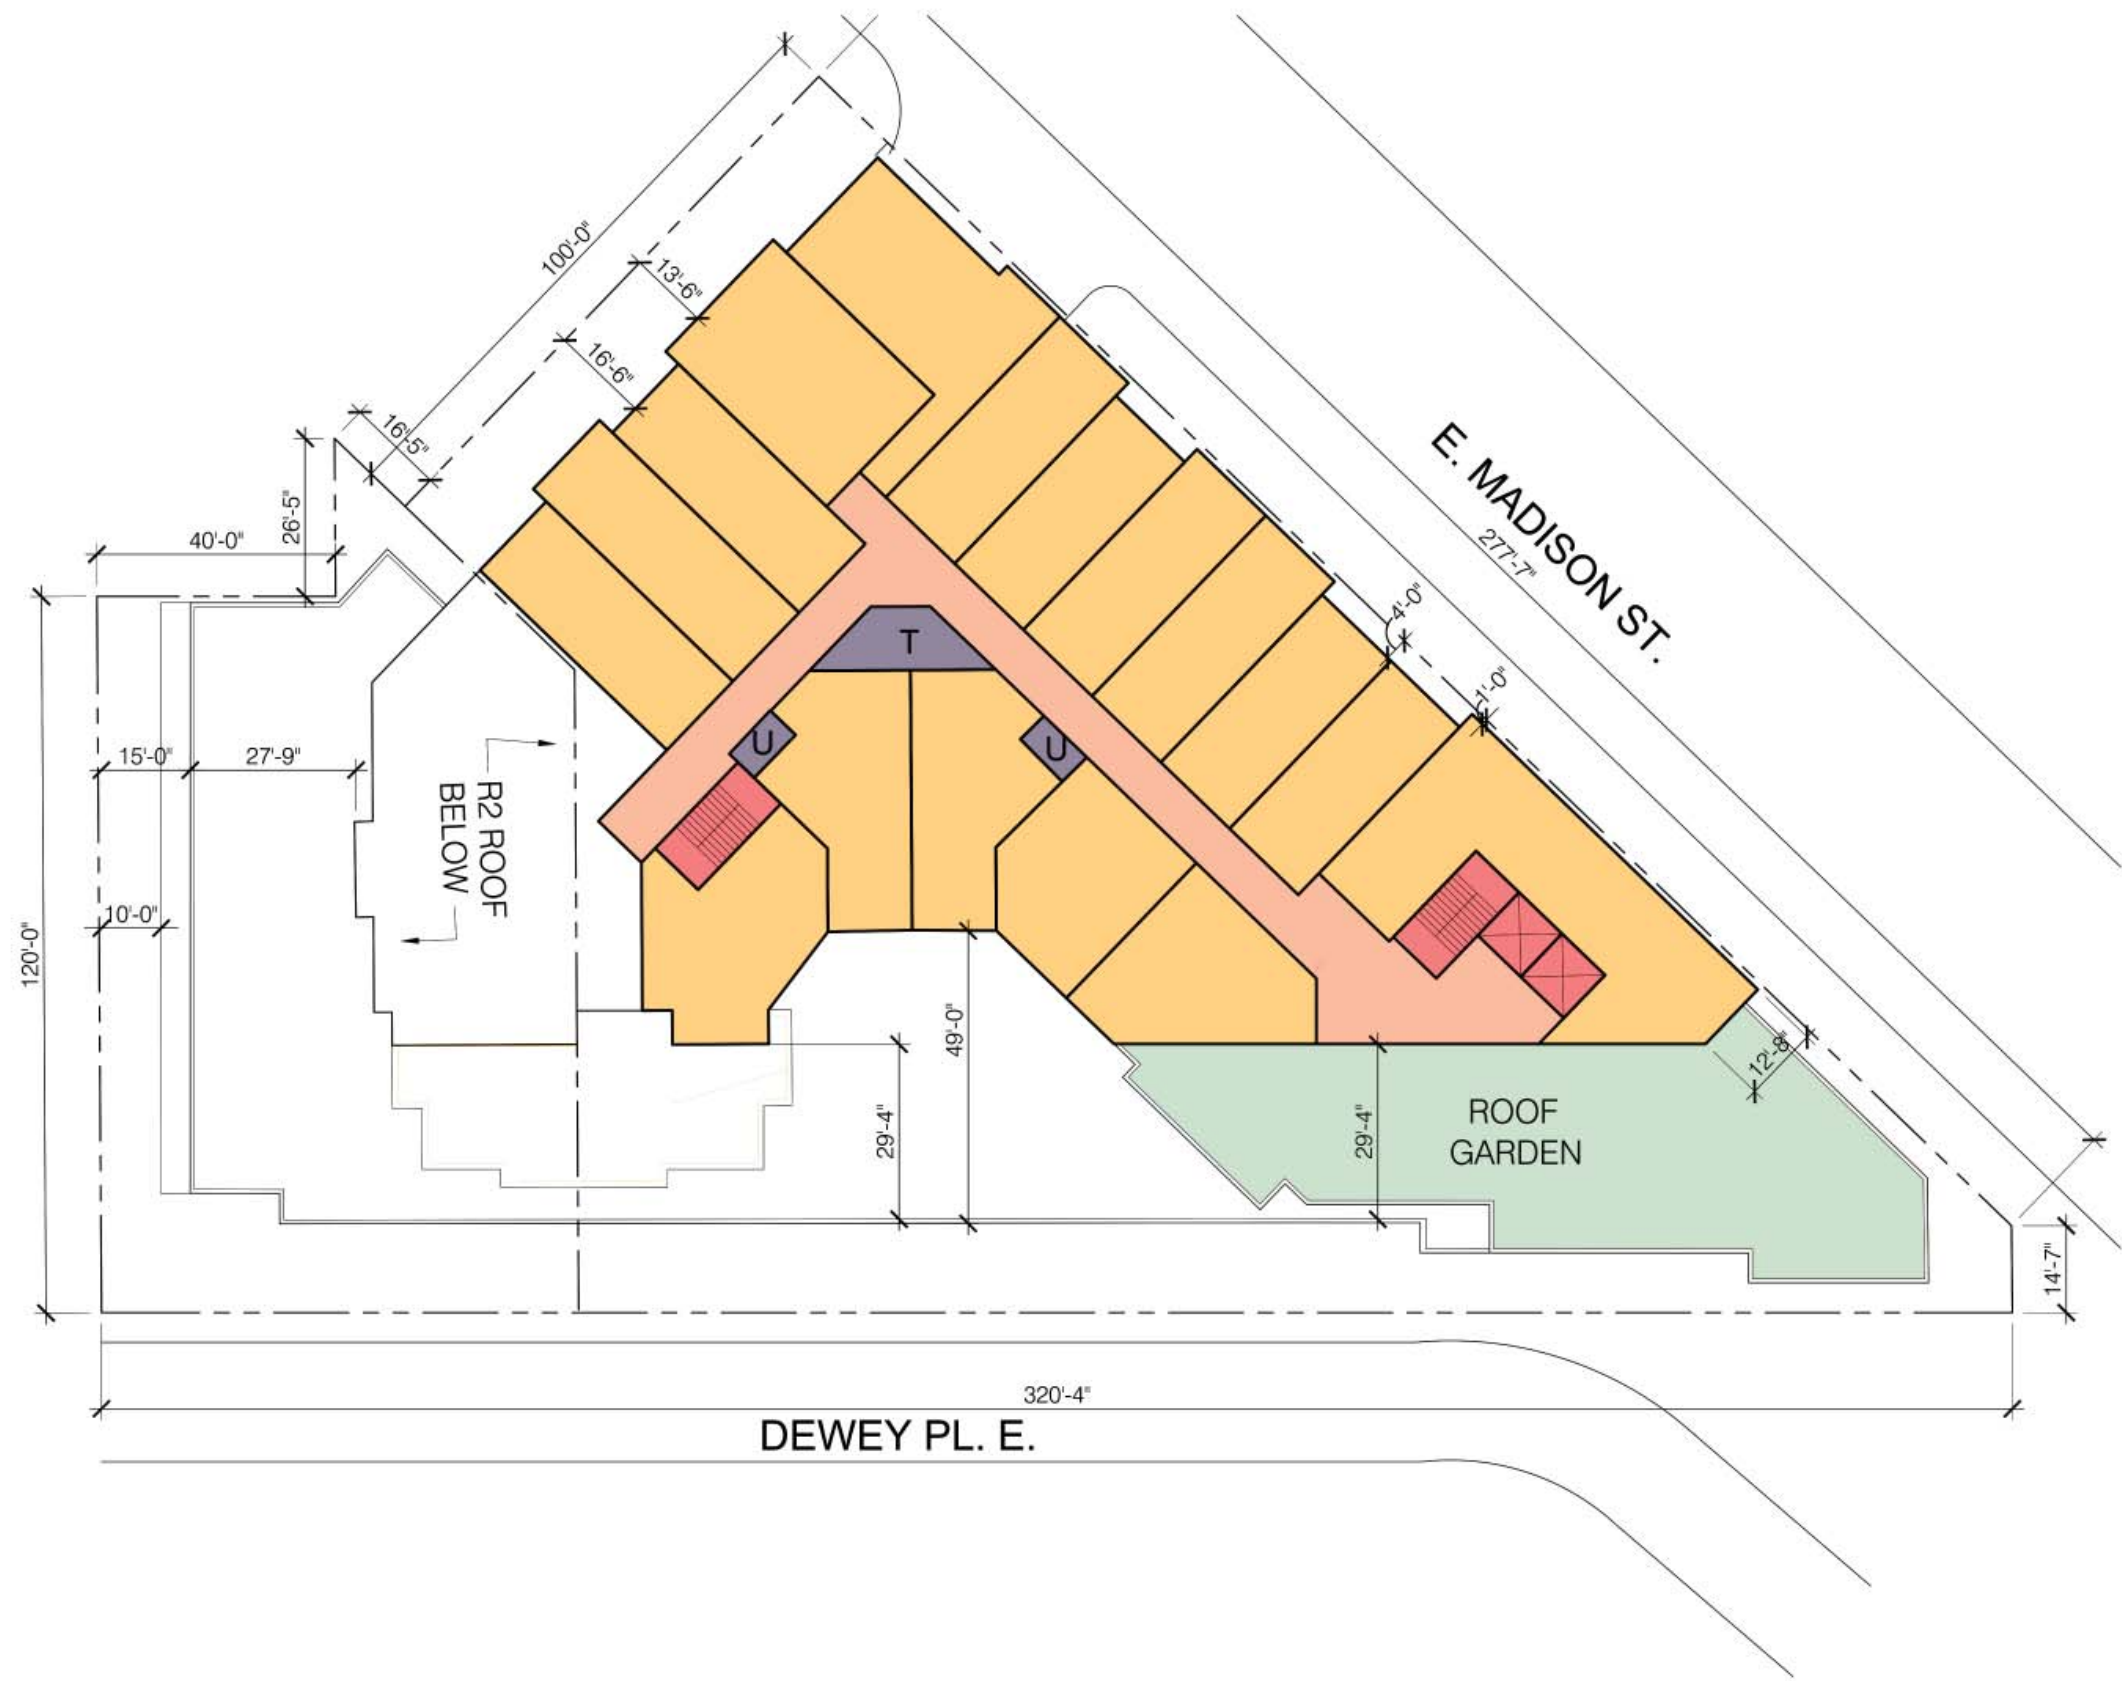 100'-0"
13'-6"
16'-6"
16'-5"
26'-5"
40'-0"
E. MADISON ST.
277'-7"
4'-0"
1'-0"
T
U
U
15'-0"
27'-9"
R2 ROOF
BELOW
10'-0"
120'-0"
49'-0"
29'-4"
29'-4"
12'-8"
ROOF
GARDEN
14'-7"
320'-4"
DEWEY PL. E.